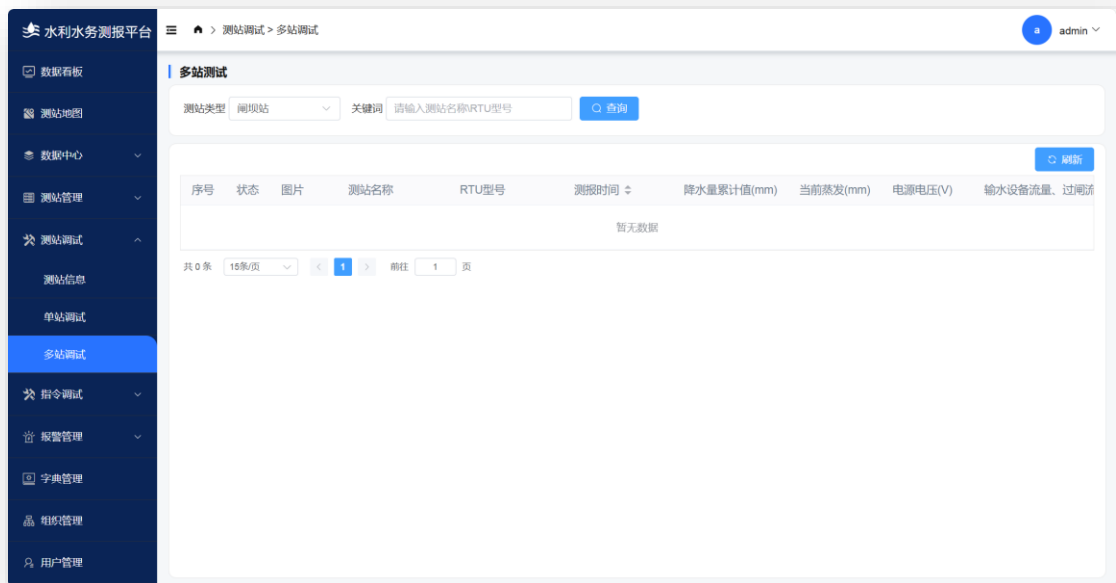 水利水务测报平台
测站调试 > 多站调试
a
admin
数据看板
测站地图
数据中心
测站管理
测站调试
测站信息
单站调试
多站调试
指令调试
报警管理
字典管理
组织管理
用户管理
多站测试
测站类型 闸坝站 关键词 请输入测站名称\RTU型号 查询
刷新
序号 状态 图片 测站名称 RTU型号 测报时间 降水量累计值(mm) 当前蒸发(mm) 电源电压(V) 输水设备流量、过闸流
暂无数据
共 0 条 15条/页 < 1 > 前往 1 页